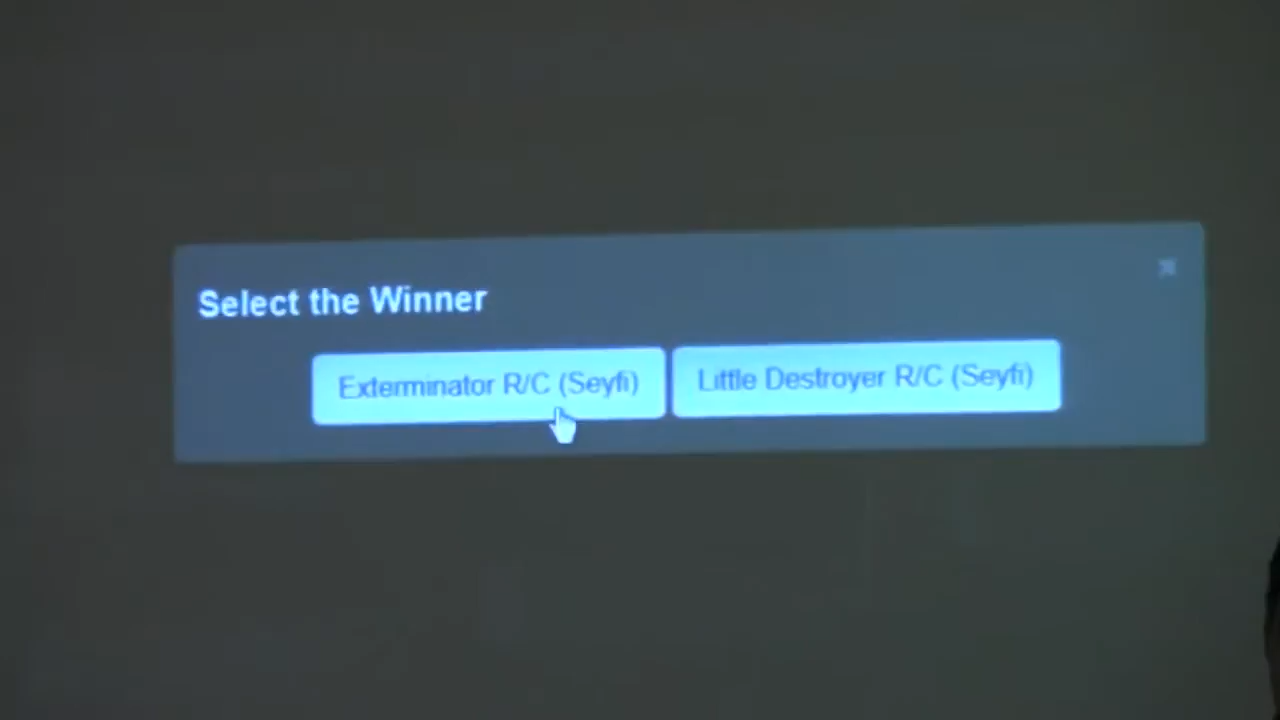 Select the Winner
Exterminator R/C (Seyfi) Little Destroyer R/C (Seyfi)